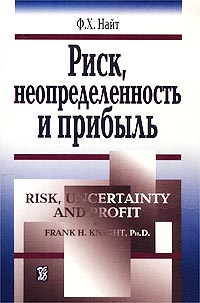 Ф.Х. Найт
Риск,
неопределенность
и прибыль
RISK, UNCERTAINTY
AND PROFIT
FRANK H. KNIGHT, PH.D.